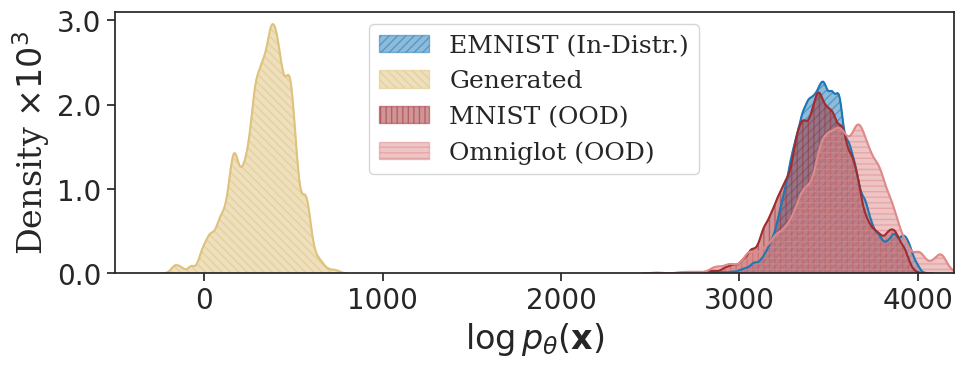 Density ×10³
3.0
2.0
1.0
0.0
EMNIST (In-Distr.)
Generated
MNIST (OOD)
Omniglot (OOD)
0 1000 2000 3000 4000
log pθ(x)